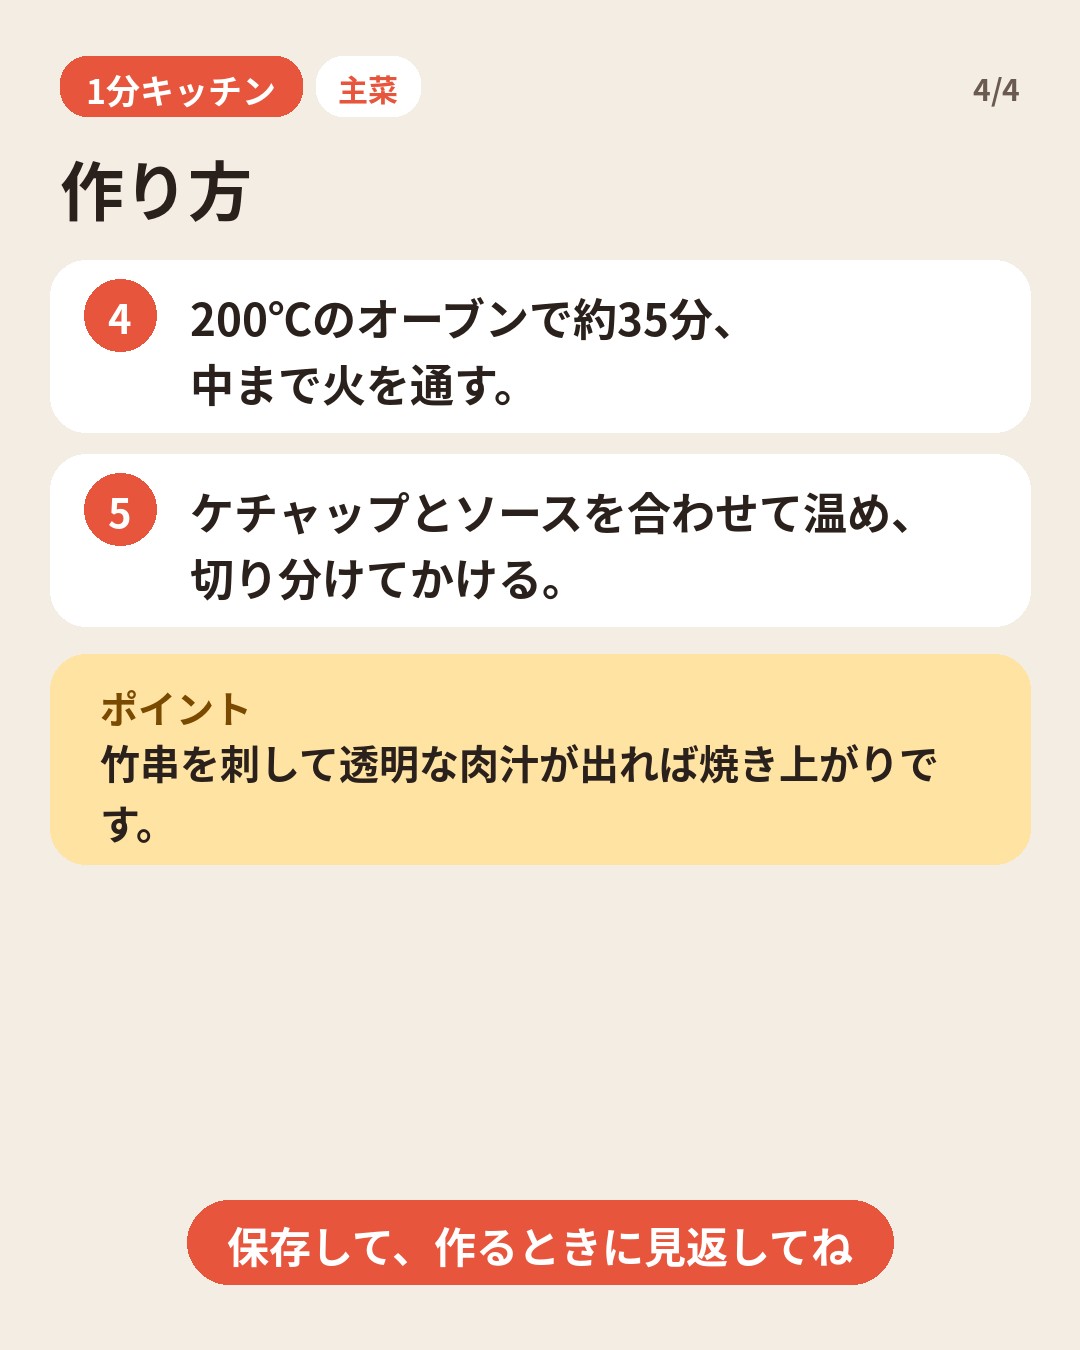 1分キッチン 主菜 4/4
作り方
4 200℃のオーブンで約35分、
中まで火を通す。
5 ケチャップとソースを合わせて温め、
切り分けてかける。
ポイント
竹串を刺して透明な肉汁が出れば焼き上がりで
す。
保存して、作るときに見返してね